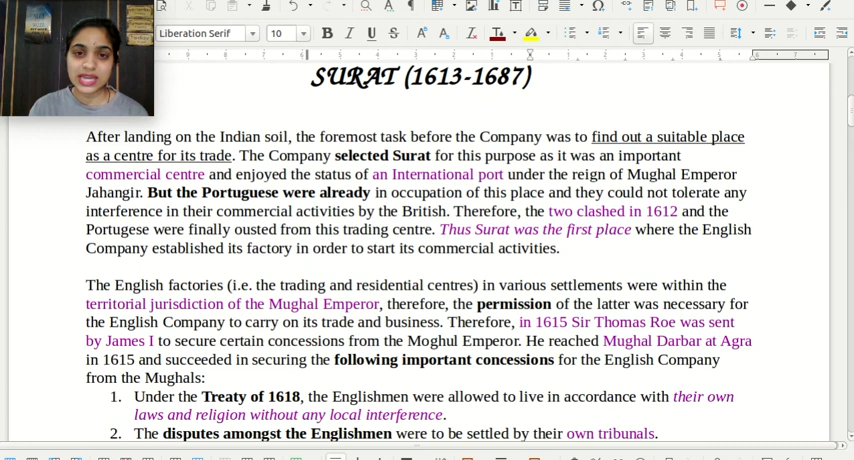 Liberation Serif
10
SURAT (1613-1687)
After landing on the Indian soil, the foremost task before the Company was to find out a suitable place
as a centre for its trade. The Company selected Surat for this purpose as it was an important
commercial centre and enjoyed the status of an International port under the reign of Mughal Emperor
Jahangir. But the Portuguese were already in occupation of this place and they could not tolerate any
interference in their commercial activities by the British. Therefore, the two clashed in 1612 and the
Portugese were finally ousted from this trading centre. Thus Surat was the first place where the English
Company established its factory in order to start its commercial activities.
The English factories (i.e. the trading and residential centres) in various settlements were within the
territorial jurisdiction of the Mughal Emperor, therefore, the permission of the latter was necessary for
the English Company to carry on its trade and business. Therefore, in 1615 Sir Thomas Roe was sent
by James I to secure certain concessions from the Moghul Emperor. He reached Mughal Darbar at Agra
in 1615 and succeeded in securing the following important concessions for the English Company
from the Mughals:
1. Under the Treaty of 1618, the Englishmen were allowed to live in accordance with their own
laws and religion without any local interference.
2. The disputes amongst the Englishmen were to be settled by their own tribunals.